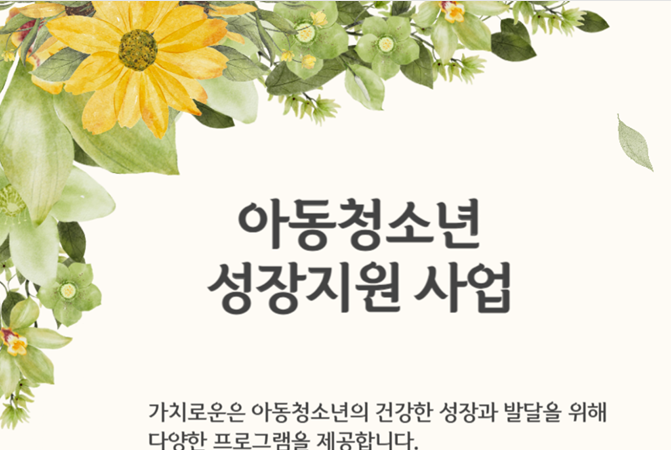 아동청소년
성장지원 사업
가치로운은 아동청소년의 건강한 성장과 발달을 위해
다양한 프로그램을 제공합니다.